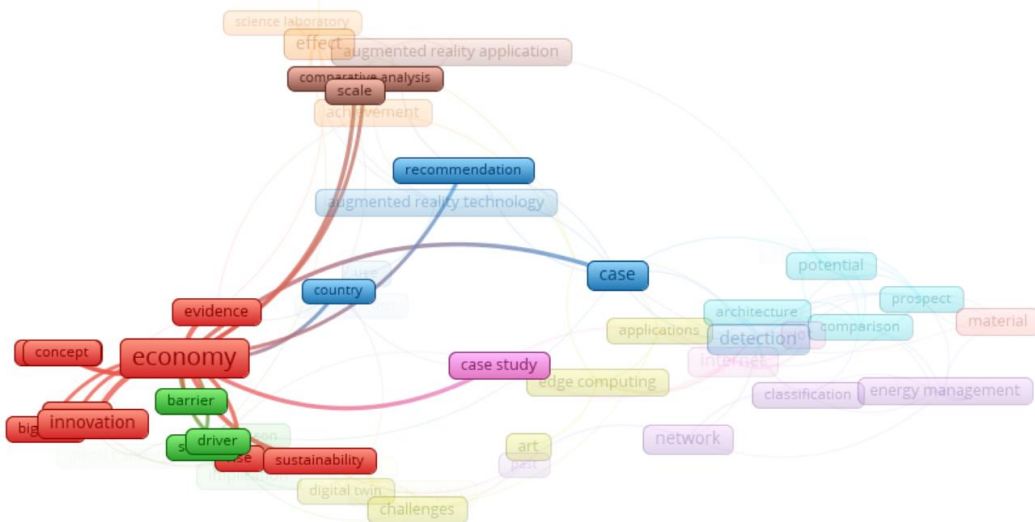 science laboratory
effect
augmented reality application
comparative analysis
scale
achievement
recommendation
augmented reality technology
use
case
potential
country
prospect
evidence
architecture
material
applications
comparison
detection
concept
economy
internet
case study
edge computing
classification
energy management
barrier
innovation
driver
network
art
sustainability
past
digital twin
challenges